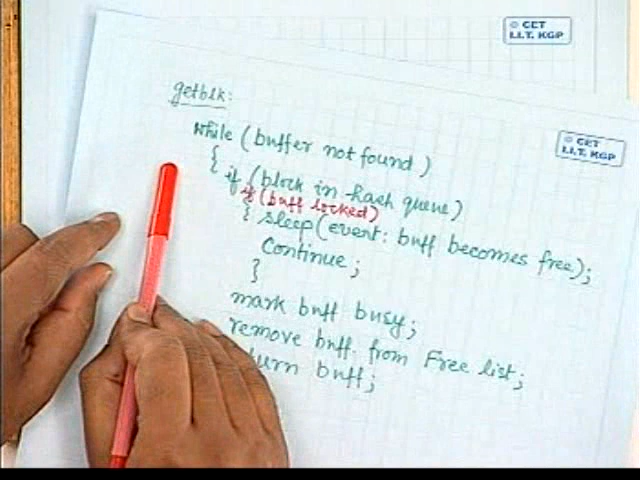 © CET
I.I.T. KGP
© CET
I.I.T. KGP
getblk:
while (buffer not found)
{
if (block in hash queue)
if (buff locked)
{ sleep (event: buff becomes free);
Continue;
}
mark buff busy;
remove buff. from Free list;
buff;